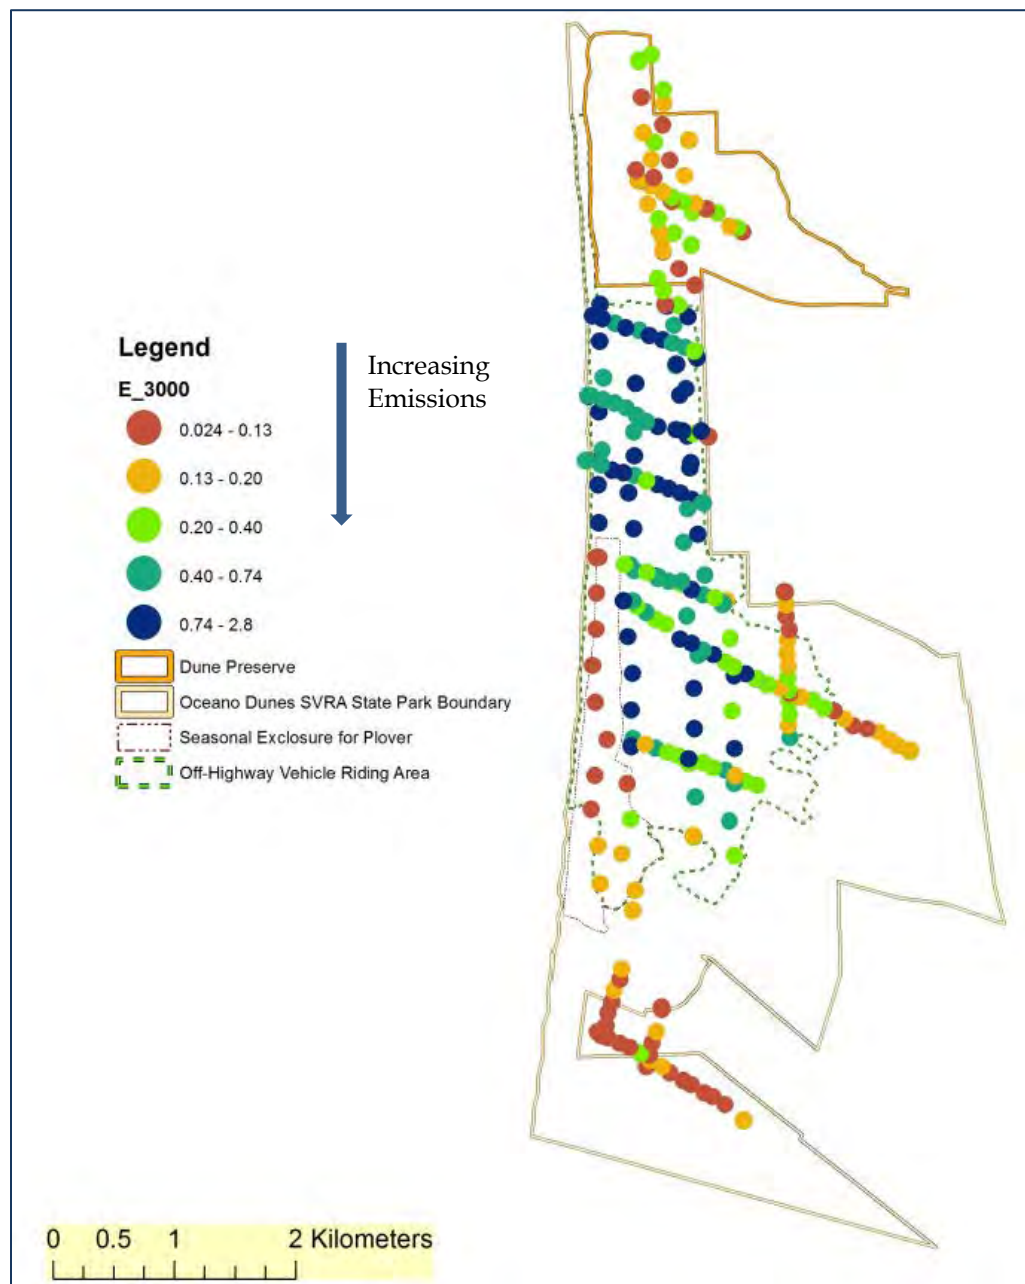 Legend
E_3000
Increasing
Emissions
0.024 - 0.13
0.13 - 0.20
0.20 - 0.40
0.40 - 0.74
0.74 - 2.8
Dune Preserve
Oceano Dunes SVRA State Park Boundary
Seasonal Exclosure for Plover
Off-Highway Vehicle Riding Area
0 0.5 1 2 Kilometers